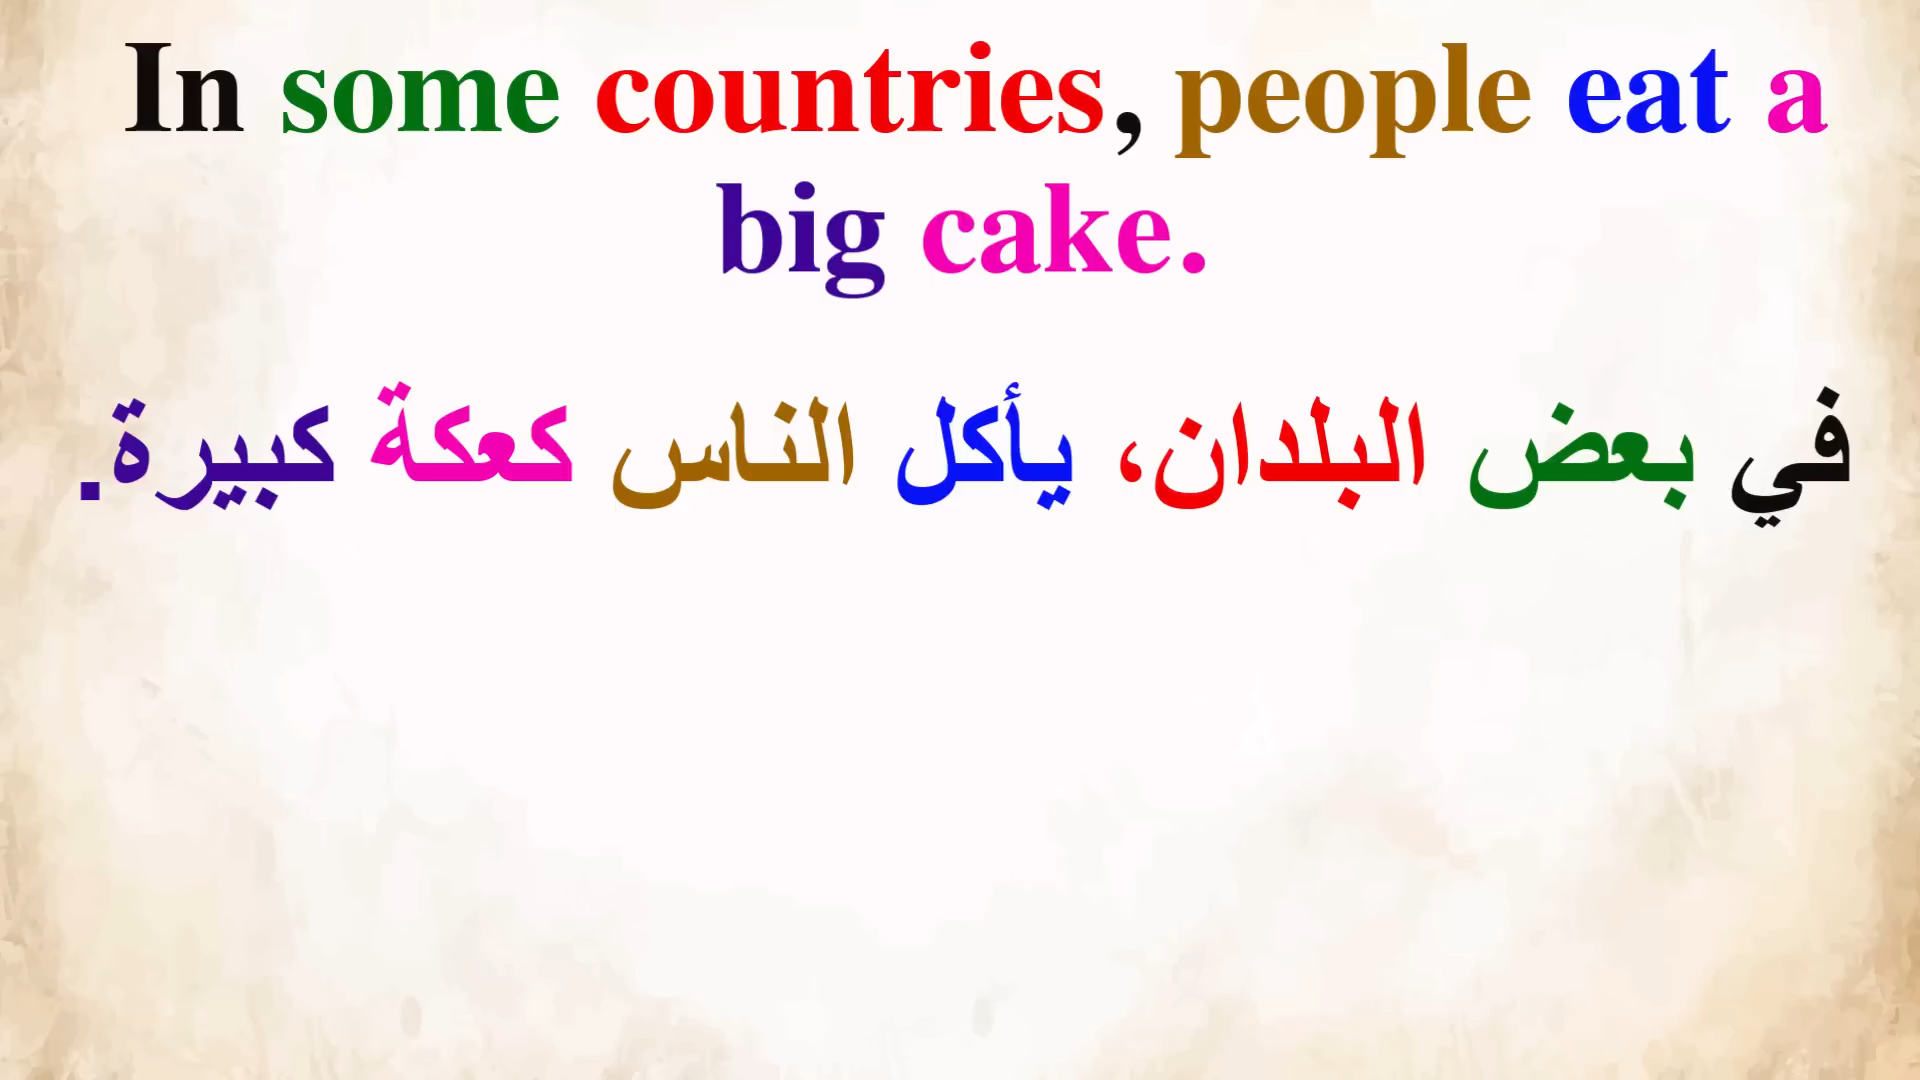 In some countries, people eat a
big cake.
في بعض البلدان، يأكل الناس كعكة كبيرة.